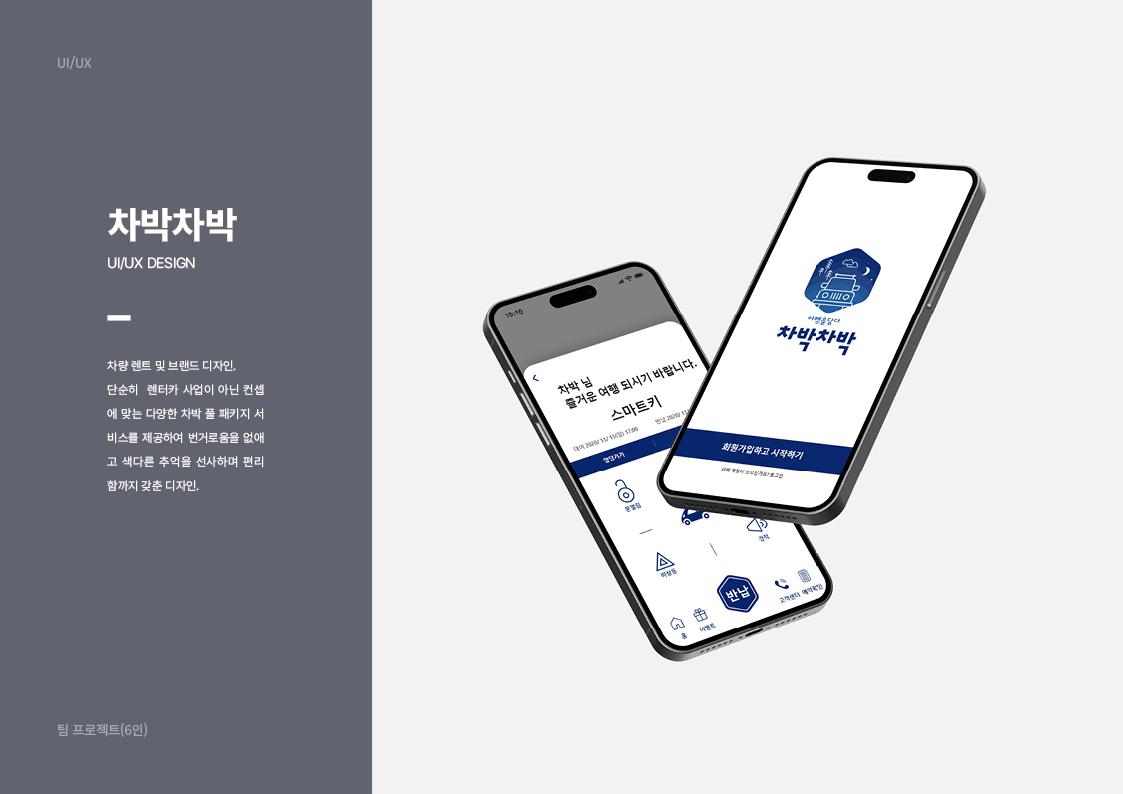 UI/UX
차박차박
UI/UX DESIGN
차량 렌트 및 브랜드 디자인.
단순히 렌터카 사업이 아닌 컨셉
에 맞는 다양한 차박 풀 패키지 서
비스를 제공하여 번거로움을 없애
고 색다른 추억을 선사하며 편리
함까지 갖춘 디자인.
팀 프로젝트(6인)
10:10
차박 님
즐거운 여행 되시기 바랍니다.
스마트키
대여 2020/ 11/ 15(일) 17:00
반납 2020/ 11/
문열림
경적
비상등
반납
홈
이벤트
고객센터
예약확인
여행을 담다
차박차박
회원가입하고 시작하기
로그인